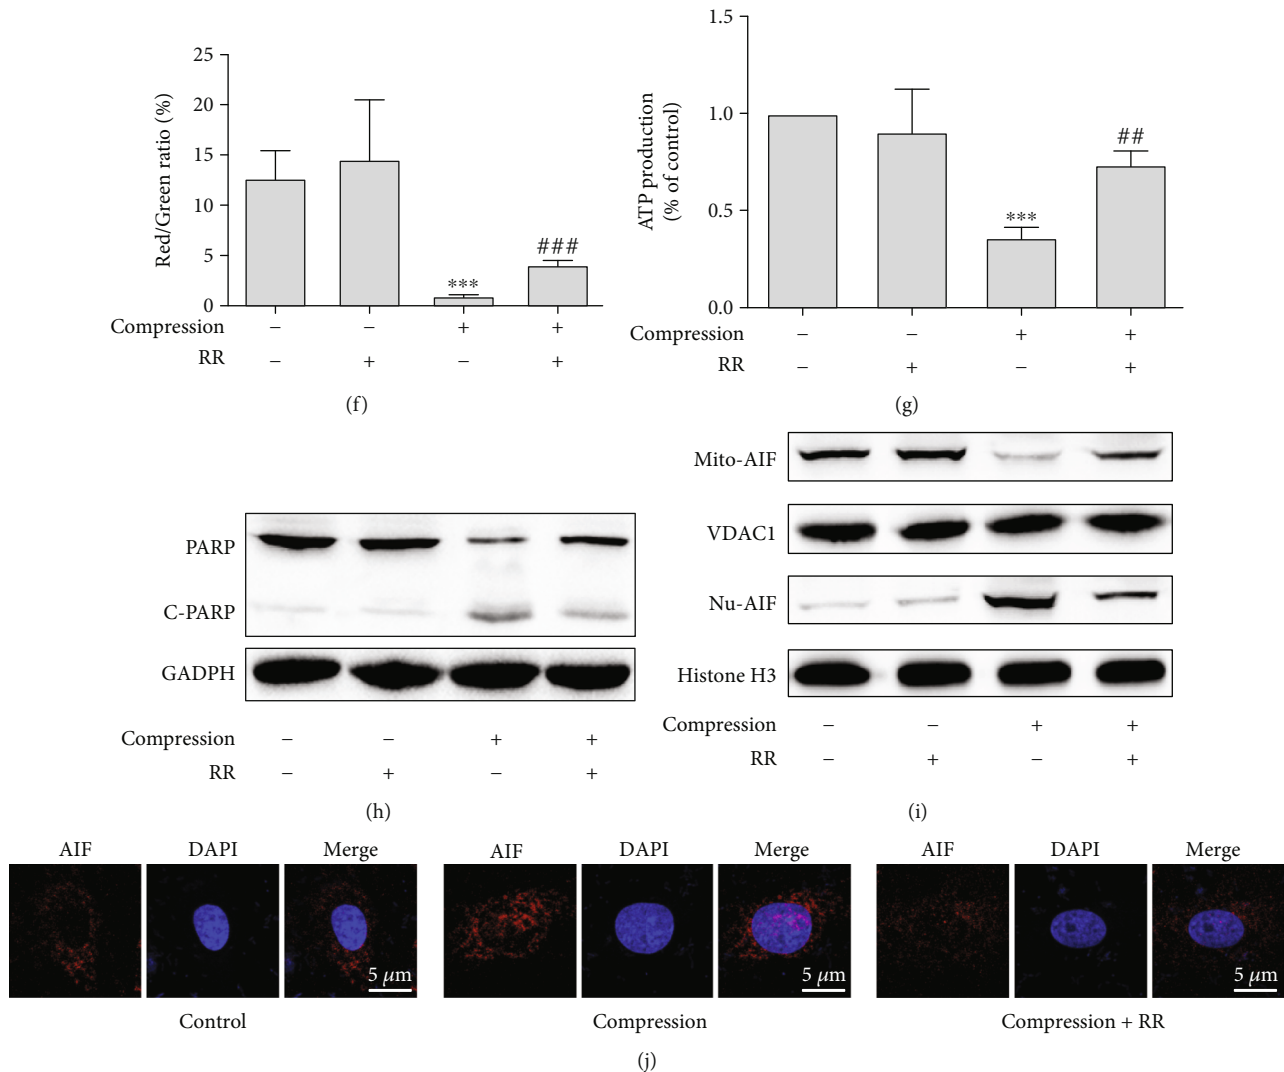 25
20
15
10
5
0
Red/Green ratio (%)
***
###
Compression – – + +
RR – + – +
(f)
1.5
1.0
0.5
0.0
ATP production
(% of control)
***
##
Compression – – + +
RR – + – +
(g)
PARP
C-PARP
GADPH
Compression – – + +
RR – + – +
(h)
Mito-AIF
VDAC1
Nu-AIF
Histone H3
Compression – – + +
RR – + – +
(i)
AIF DAPI Merge
5 μm
Control
AIF DAPI Merge
5 μm
Compression
AIF DAPI Merge
5 μm
Compression + RR
(j)